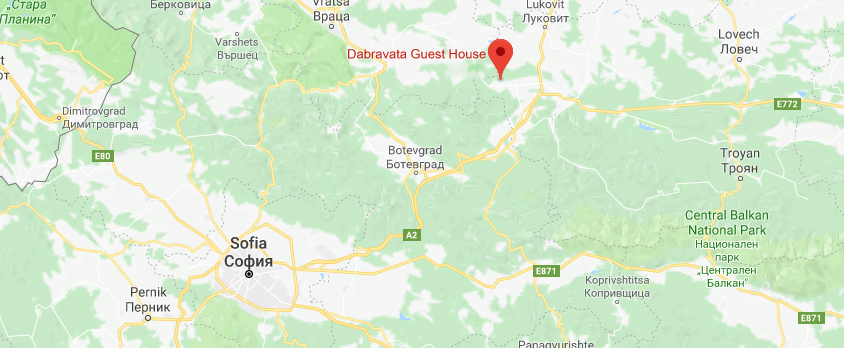 "Стара
Планина"
Берковица
Vratsa
Враца
Lukovit
Луковит
Varshets
Вършец
Dabravata Guest House
Lovech
Ловеч
Dimitrovgrad
Димитровград
E772
E80
Botevgrad
Ботевград
Troyan
Троян
Central Balkan
National Park
Национален
парк
"Централен
Балкан"
A2
Sofia
София
E871
Koprivshtitsa
Копривщица
Pernik
Перник
E871
Panagyurishte